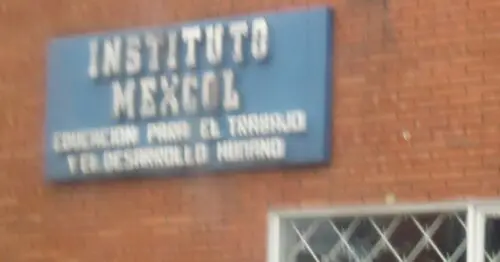 INSTITUTO
MEXCOL
EDUCACION PARA EL TRABAJO
Y EL DESARROLLO HUMANO